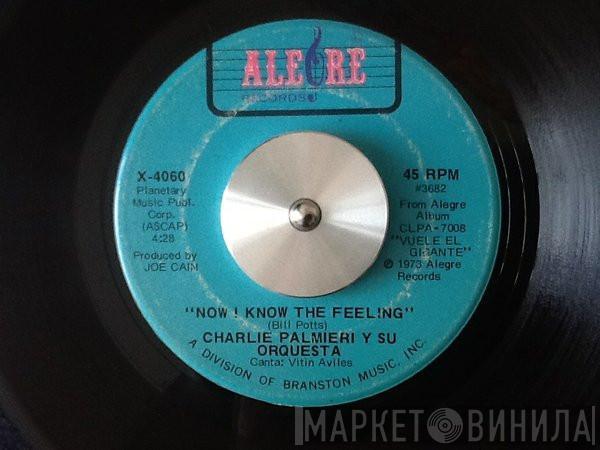 ALEGRE
RECORDS
X-4060
Planetary
Music Publ.
Corp.
(ASCAP)
4:28
Produced by
JOE CAIN
45 RPM
#3682
From Alegre
Album
CLPA-7008
"VUELE EL
GIGANTE"
℗ 1973 Alegre
Records
"NOW I KNOW THE FEELING"
(Bill Potts)
CHARLIE PALMIERI Y SU
ORQUESTA
Canta: Vitin Aviles
A DIVISION OF BRANSTON MUSIC, INC.
МАРКЕТ ВИНИЛА